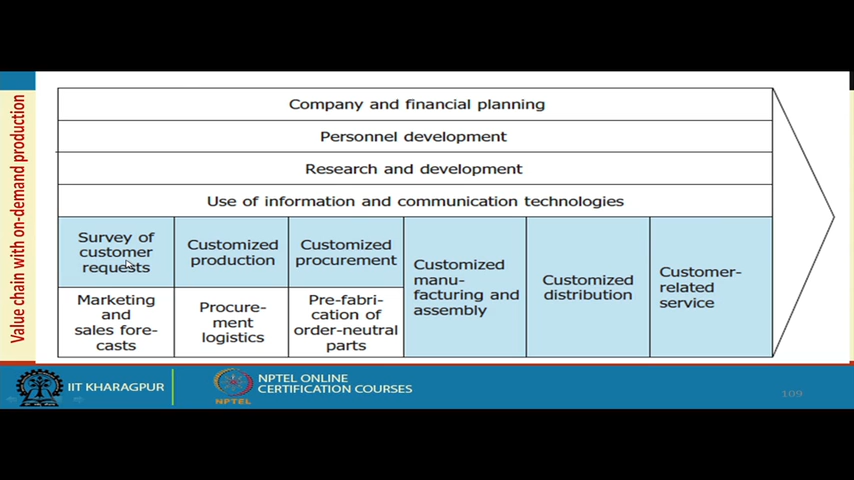 Value chain with on-demand production
Company and financial planning
Personnel development
Research and development
Use of information and communication technologies
Survey of
customer
requests
Customized
production
Customized
procurement
Customized
manu-
facturing and
assembly
Customized
distribution
Customer-
related
service
Marketing
and
sales fore-
casts
Procure-
ment
logistics
Pre-fabri-
cation of
order-neutral
parts
IIT KHARAGPUR
NPTEL
NPTEL ONLINE
CERTIFICATION COURSES
109